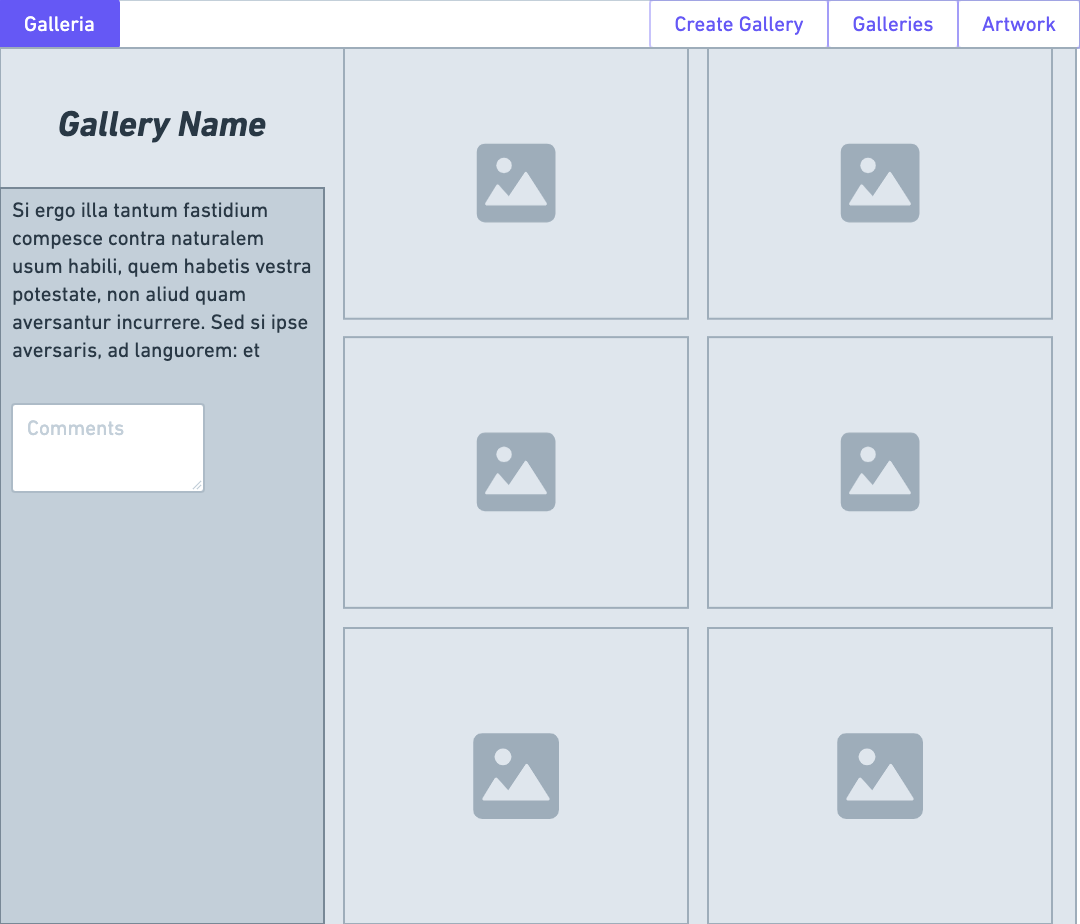 Galleria
Create Gallery
Galleries
Artwork
Gallery Name
Si ergo illa tantum fastidium
compesce contra naturalem
usum habili, quem habetis vestra
potestate, non aliud quam
aversantur incurrere. Sed si ipse
aversaris, ad languorem: et
Comments